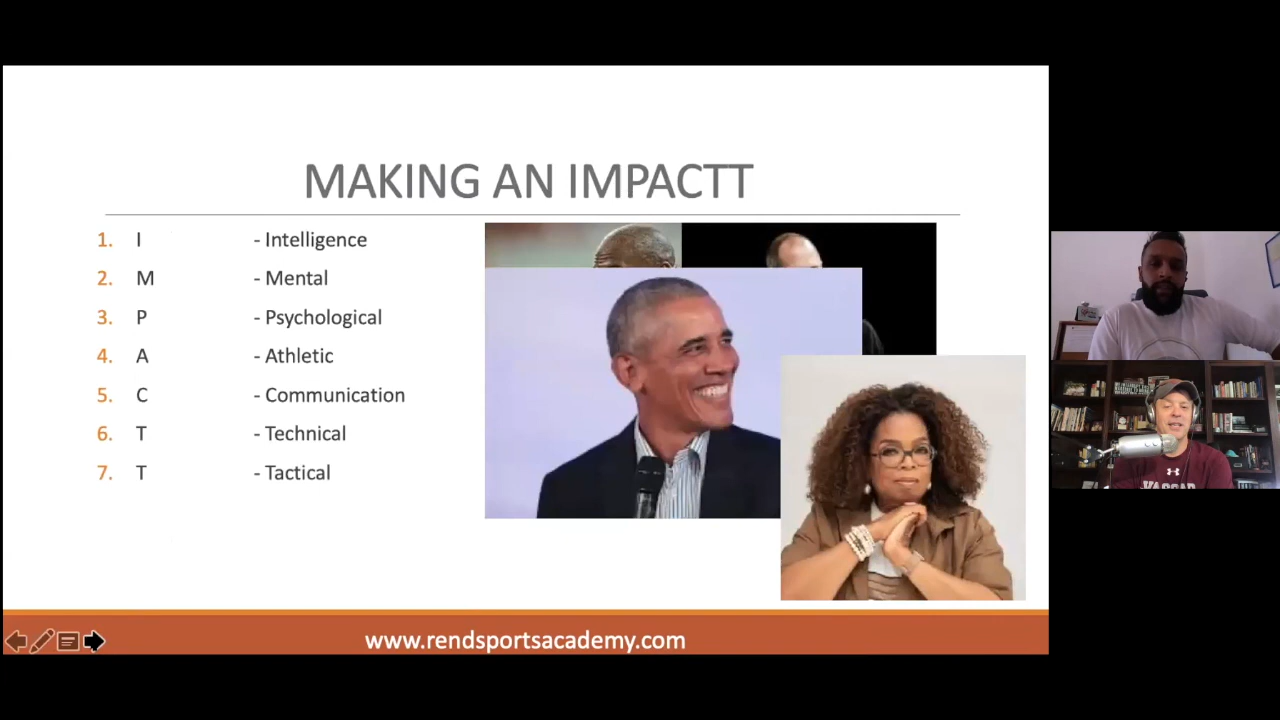 MAKING AN IMPACTT
1. I - Intelligence
2. M - Mental
3. P - Psychological
4. A - Athletic
5. C - Communication
6. T - Technical
7. T - Tactical
www.rendsportsacademy.com